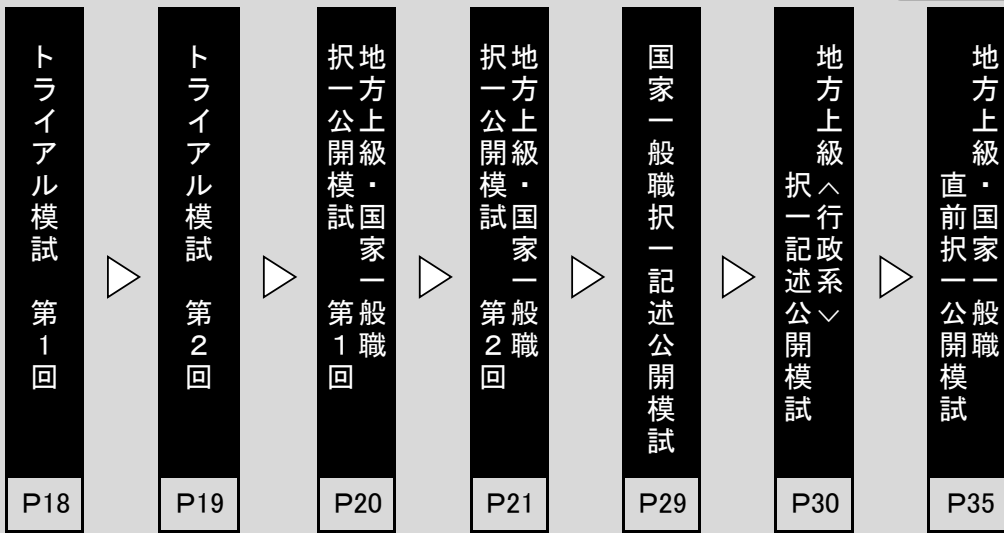 トライアル模試　第1回
P18
トライアル模試　第2回
P19
地方上級・国家一般職
択一公開模試　第1回
P20
地方上級・国家一般職
択一公開模試　第2回
P21
国家一般職択一記述公開模試
P29
地方上級<行政系>
択一記述公開模試
P30
地方上級・国家一般職
直前択一公開模試
P35